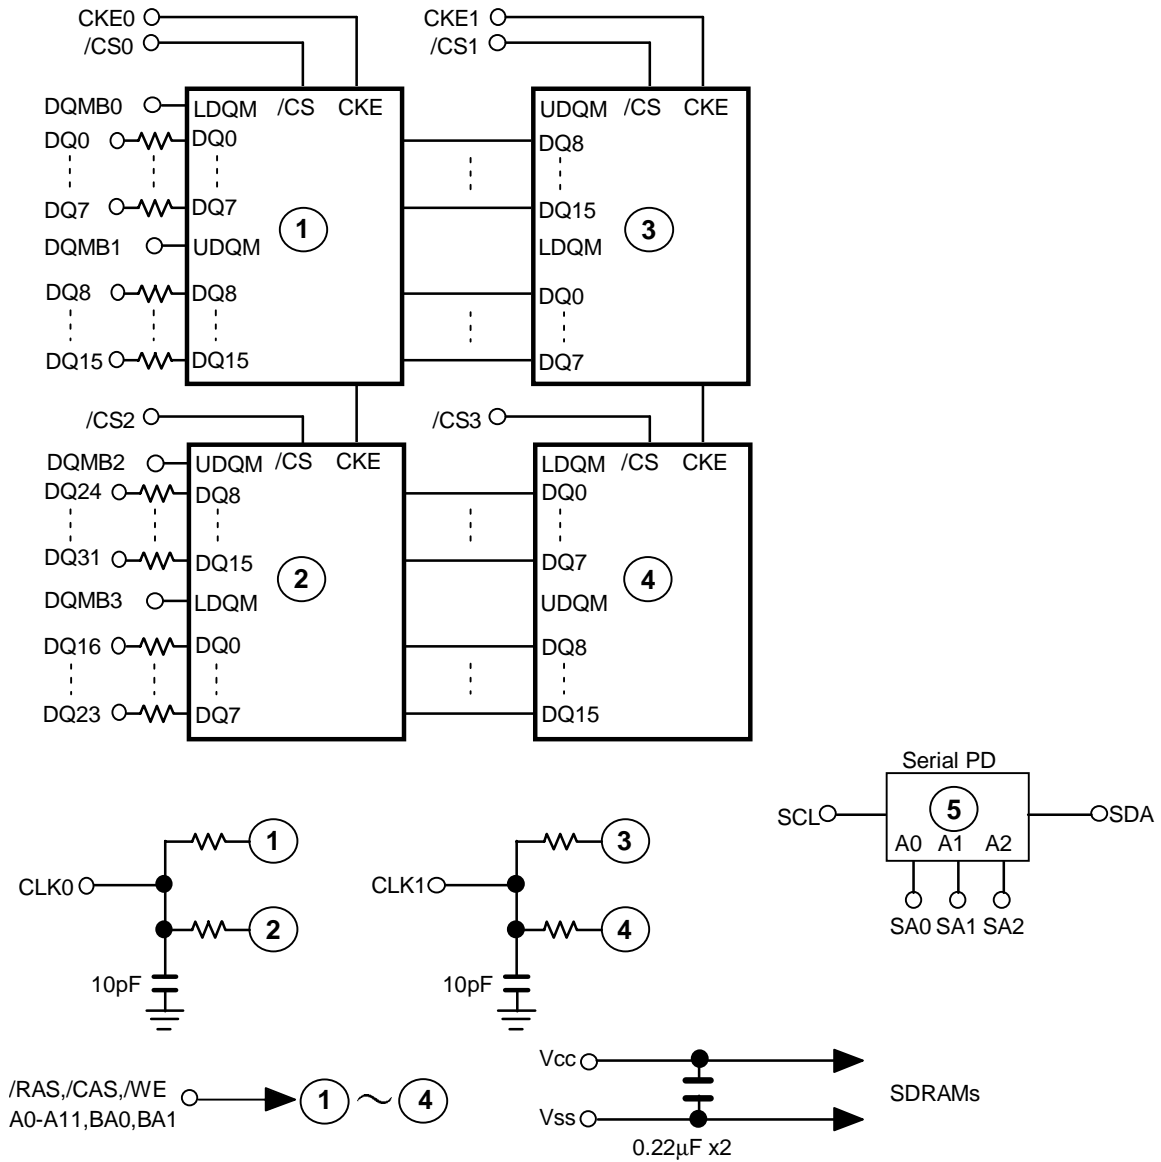 CKE0
CKE1
/CS0
/CS1
DQMB0
LDQM /CS CKE
UDQM /CS CKE
DQ0
DQ0
DQ8
DQ7
DQ7
DQ15
1
3
DQMB1
UDQM
LDQM
DQ8
DQ8
DQ0
DQ15
DQ15
DQ7
/CS2
/CS3
DQMB2
UDQM /CS CKE
LDQM /CS CKE
DQ24
DQ8
DQ0
DQ31
DQ15
DQ7
2
4
DQMB3
LDQM
UDQM
DQ16
DQ0
DQ8
DQ23
DQ7
DQ15
Serial PD
SCL
5
SDA
A0 A1 A2
SA0 SA1 SA2
1
3
CLK0
CLK1
2
4
10pF
10pF
/RAS,/CAS,/WE
A0-A11,BA0,BA1
1 ~ 4
Vcc
SDRAMs
Vss
0.22μF x2